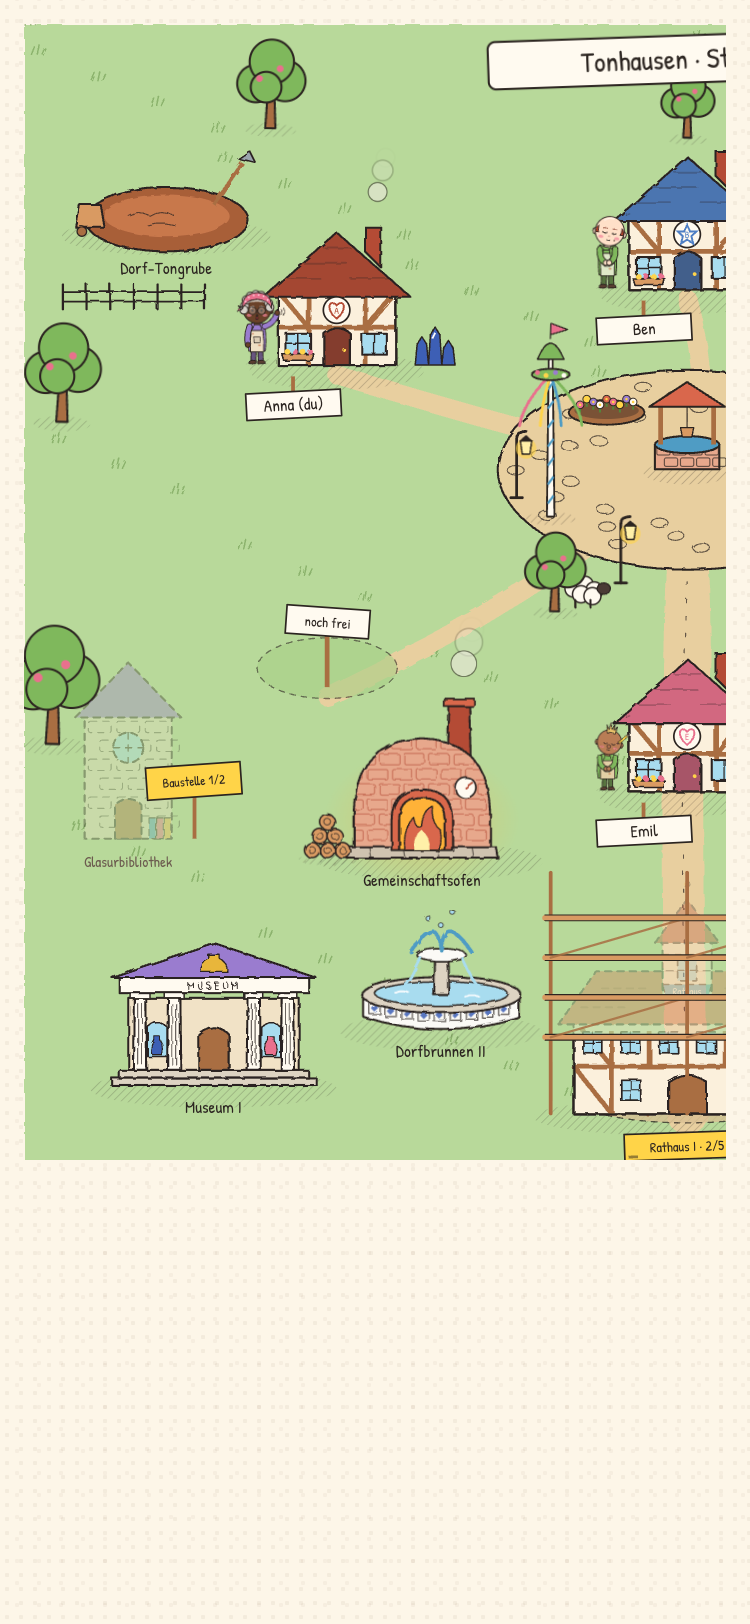 Tonhausen · St
Dorf-Tongrube
A
Anna (du)
Ben
noch frei
Baustelle 1/2
Glasurbibliothek
E
Emil
Gemeinschaftsofen
MUSEUM
Museum I
Dorfbrunnen II
Rathaus I · 2/5